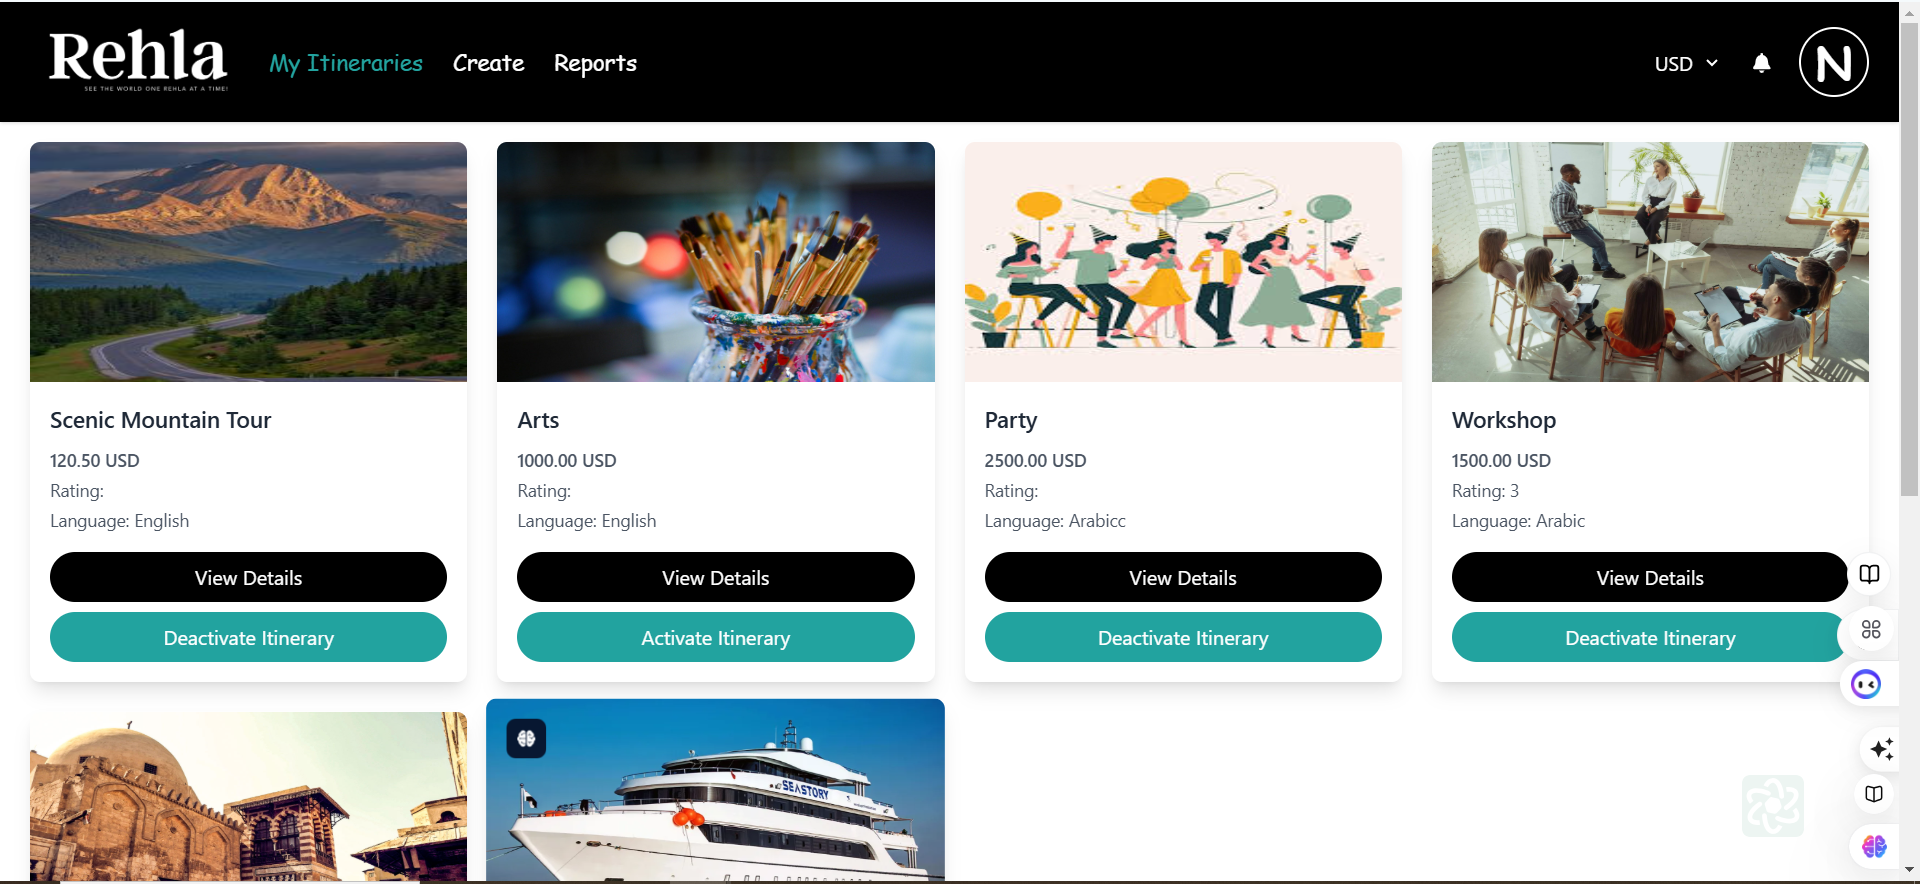 Rehla
SEE THE WORLD ONE REHLA AT A TIME!
My Itineraries
Create
Reports
USD
N
Scenic Mountain Tour
120.50 USD
Rating:
Language: English
View Details
Deactivate Itinerary
Arts
1000.00 USD
Rating:
Language: English
View Details
Activate Itinerary
Party
2500.00 USD
Rating:
Language: Arabicc
View Details
Deactivate Itinerary
Workshop
1500.00 USD
Rating: 3
Language: Arabic
View Details
Deactivate Itinerary
SEASTORY